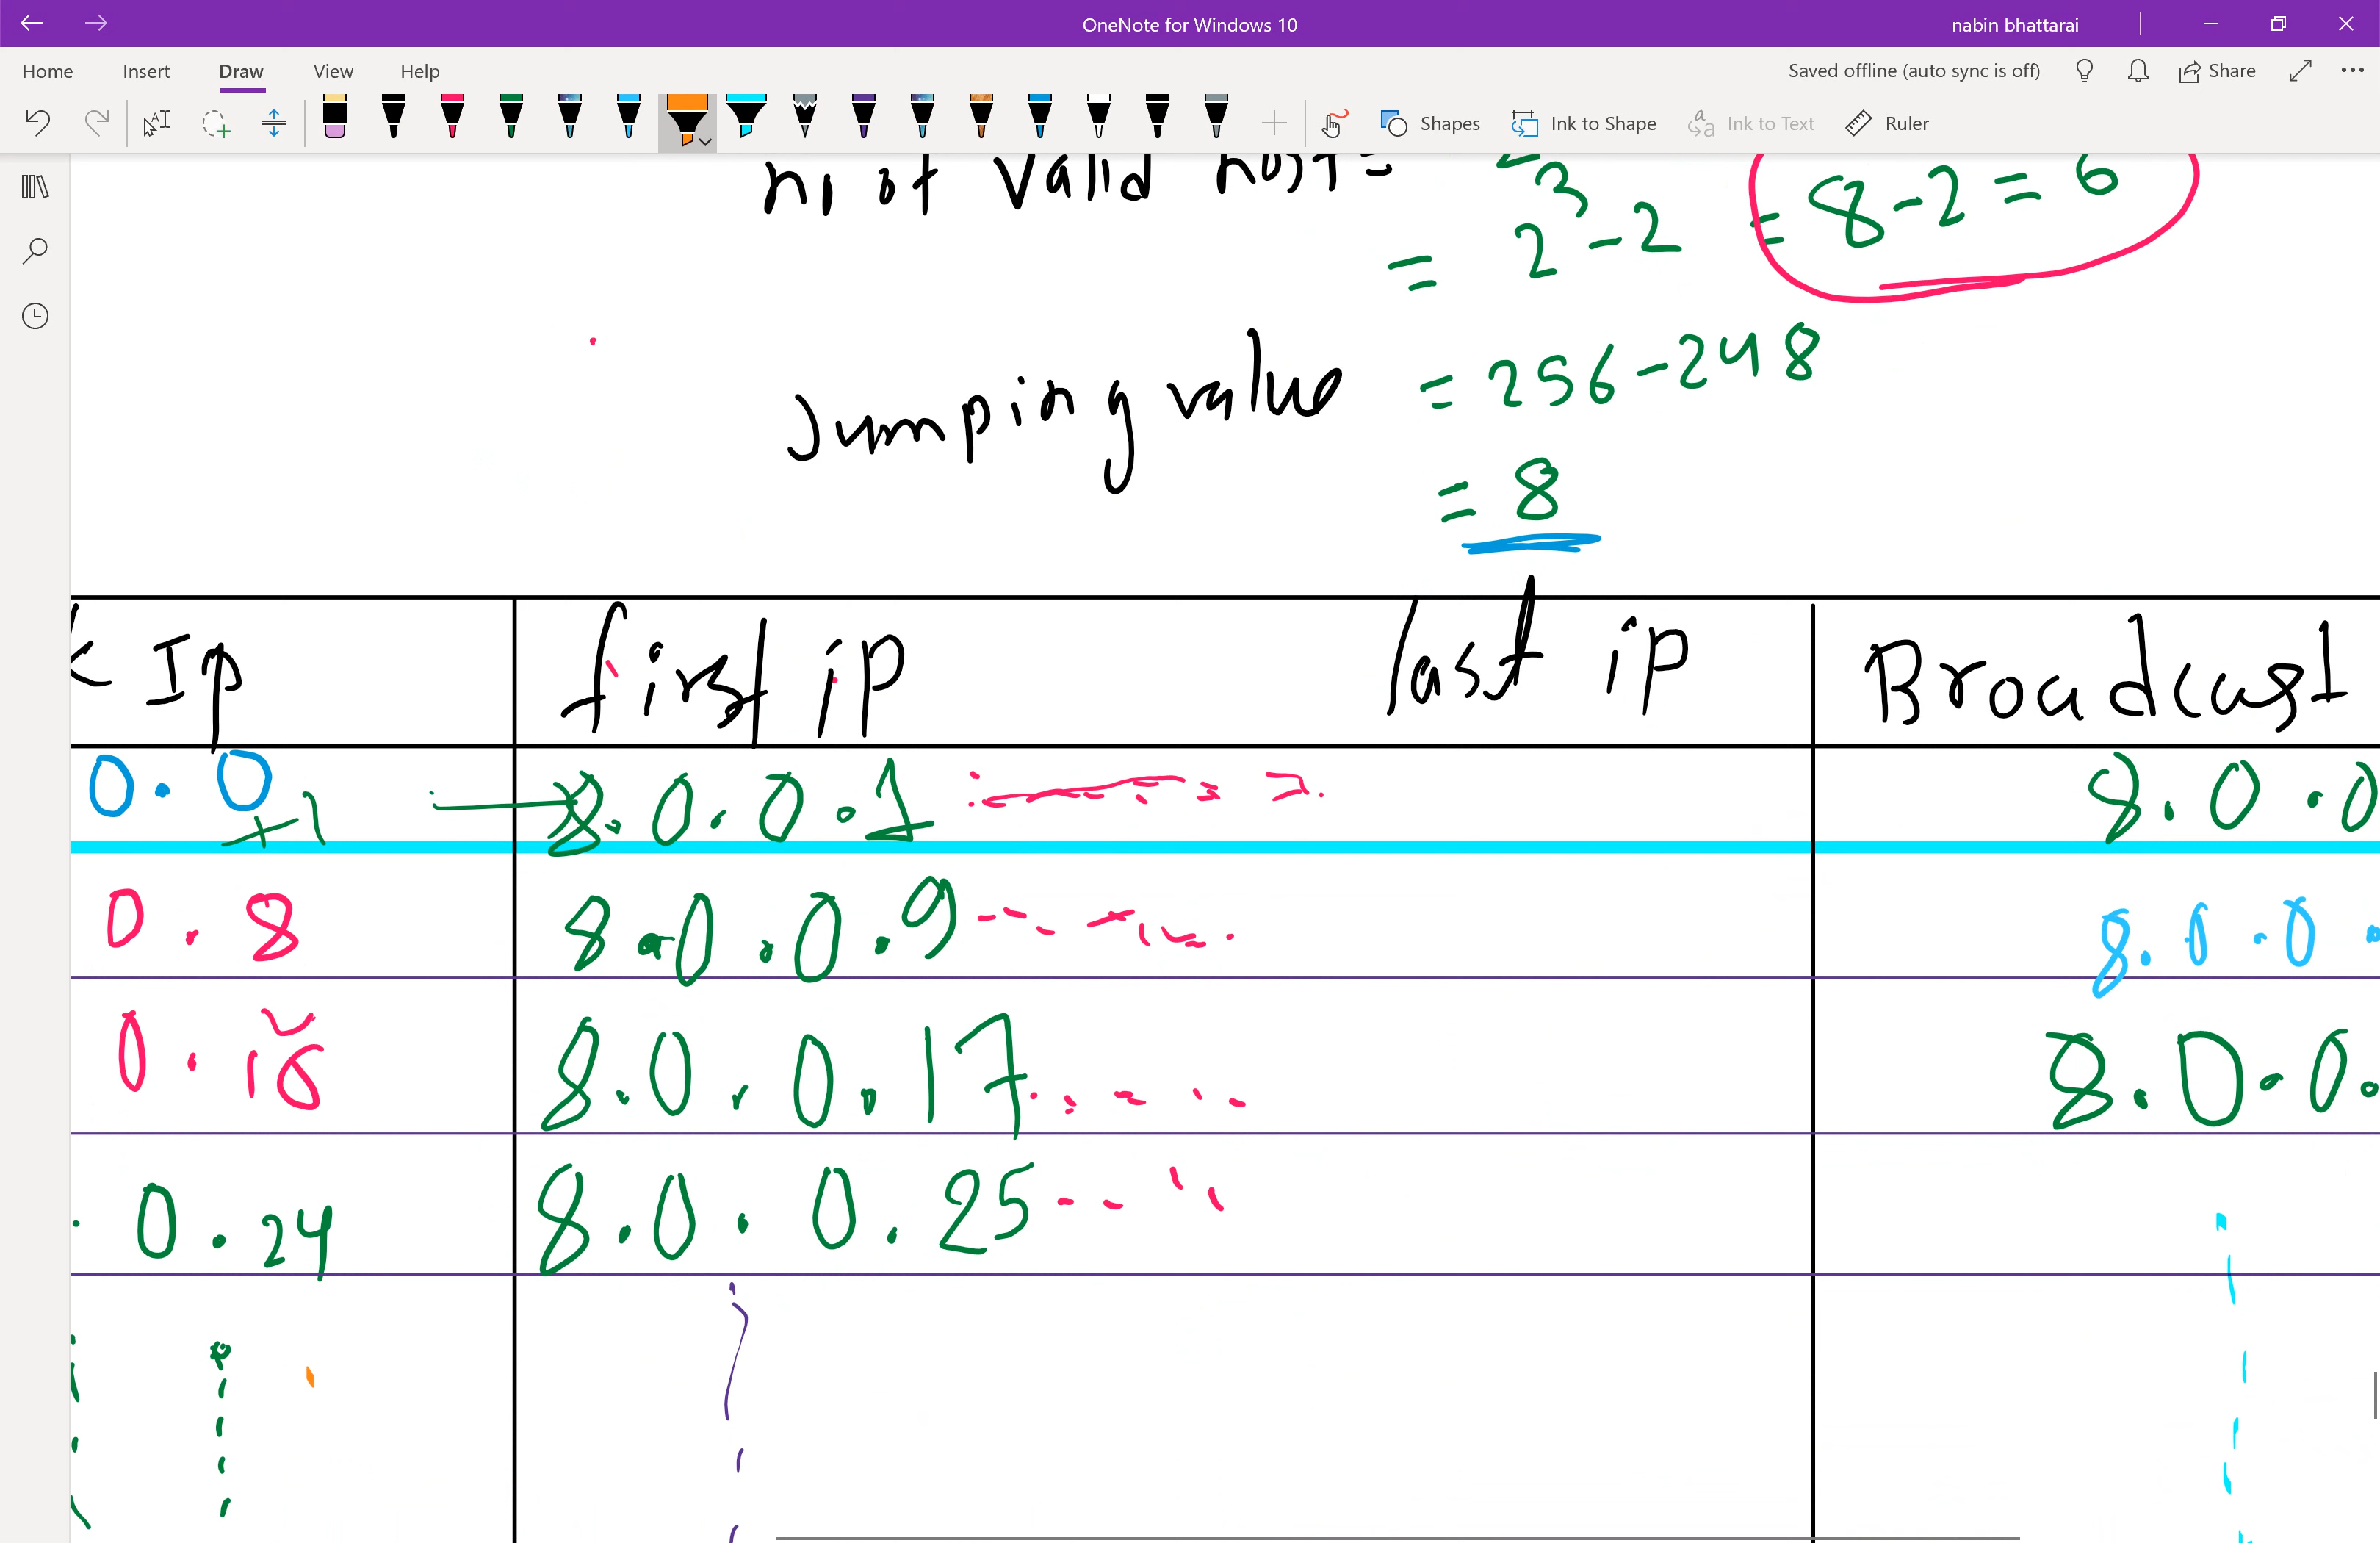 OneNote for Windows 10 nabin bhattarai
Home Insert Draw View Help Saved offline (auto sync is off) Share
Shapes Ink to Shape Ink to Text Ruler
no of valid host =
= 2^3 - 2 = 8 - 2 = 6
Jumping value = 256 - 248
= 8
k Ip first ip last ip Broadcast
0.0 +1 8.0.0.1 8.0.0
0.8 8.0.0.9 8.0.0.
0.16 8.0.0.17 8.0.0.
.0.24 8.0.0.25